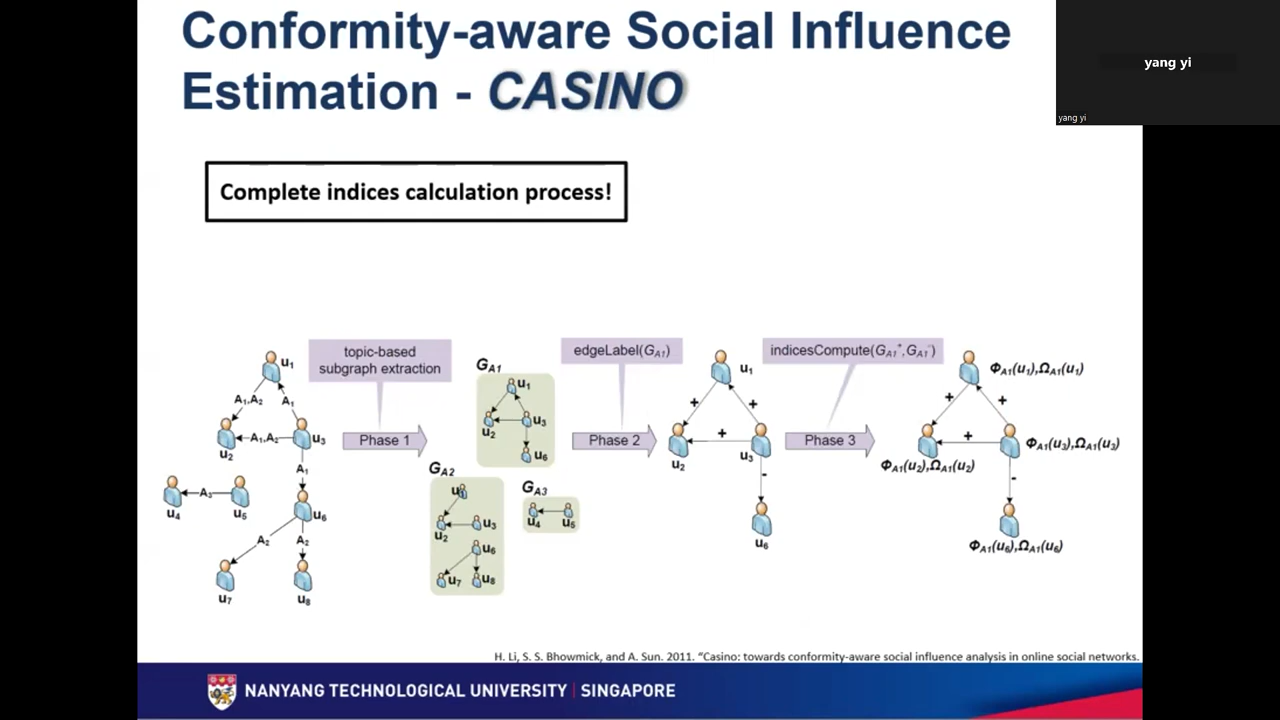 Conformity-aware Social Influence
Estimation - CASINO
yang yi
yang yi
Complete indices calculation process!
topic-based
subgraph extraction
Phase 1
edgeLabel(GA1)
Phase 2
indicesCompute(GA1+,GA1-)
Phase 3
u1
A1,A2
A1
u2
A1,A2
u3
A1
u4
A3
u5
u6
A2
A2
u7
u8
GA1
u1
u2
u3
u6
GA2
u1
u2
u3
u6
u7
u8
GA3
u4
u5
u1
+
+
+
u2
u3
-
u6
ΦA1(u1),ΩA1(u1)
+
+
+
ΦA1(u3),ΩA1(u3)
ΦA1(u2),ΩA1(u2)
-
ΦA1(u6),ΩA1(u6)
H. Li, S. S. Bhowmick, and A. Sun. 2011. "Casino: towards conformity-aware social influence analysis in online social networks.
NANYANG TECHNOLOGICAL UNIVERSITY | SINGAPORE